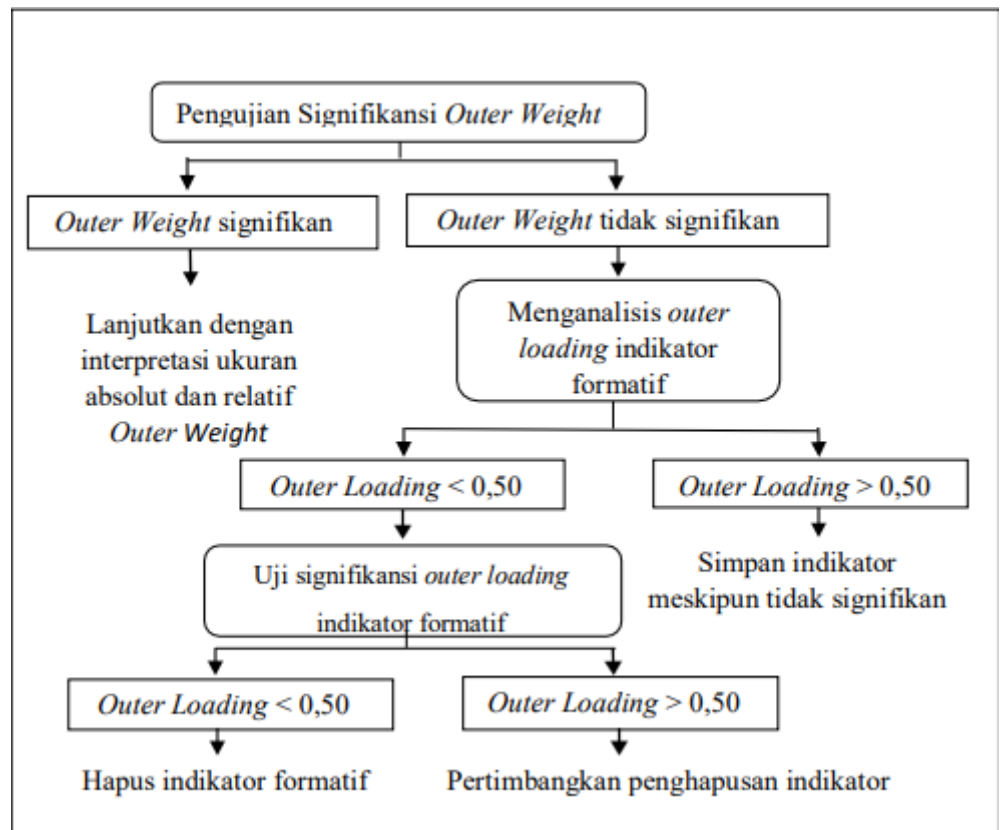 Pengujian Signifikansi Outer Weight
Outer Weight signifikan
Outer Weight tidak signifikan
Lanjutkan dengan
interpretasi ukuran
absolut dan relatif
Outer Weight
Menganalisis outer
loading indikator
formatif
Outer Loading < 0,50
Outer Loading > 0,50
Uji signifikansi outer loading
indikator formatif
Simpan indikator
meskipun tidak signifikan
Outer Loading < 0,50
Outer Loading > 0,50
Hapus indikator formatif
Pertimbangkan penghapusan indikator